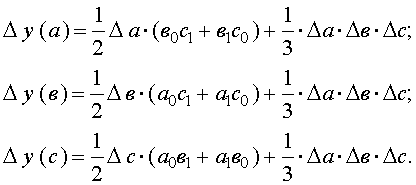 Δ y (a) = 1/2 Δ a · (в₀c₁ + в₁c₀) + 1/3 · Δa · Δв · Δc;
Δ y (в) = 1/2 Δ в · (a₀c₁ + a₁c₀) + 1/3 · Δa · Δв · Δc;
Δ y (c) = 1/2 Δ c · (a₀в₁ + a₁в₀) + 1/3 · Δa · Δв · Δc.